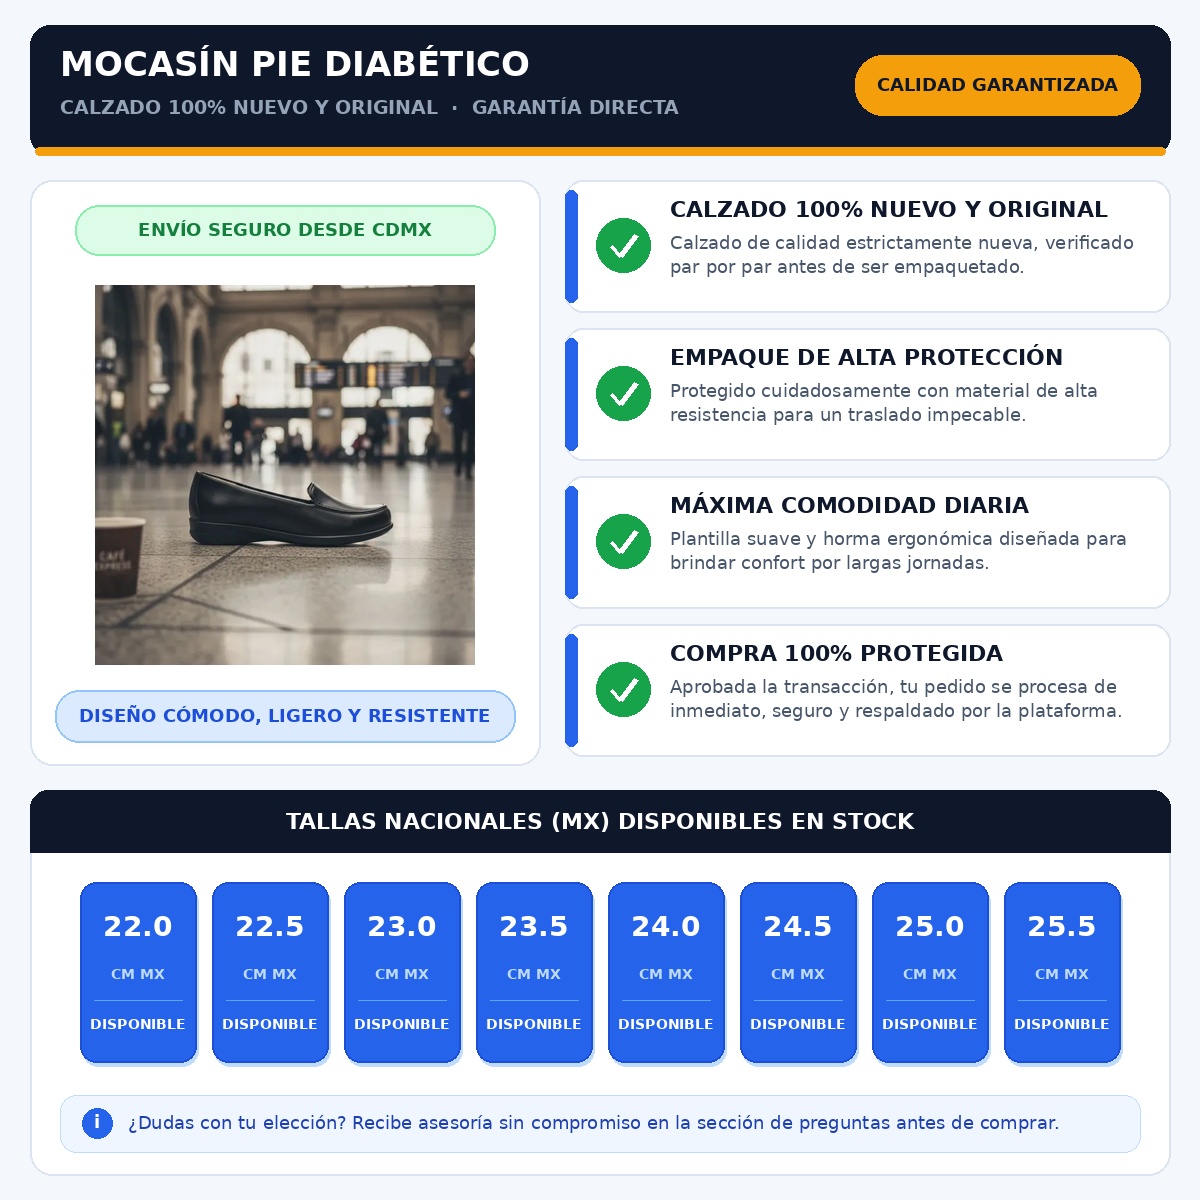 MOCASÍN PIE DIABÉTICO
CALZADO 100% NUEVO Y ORIGINAL · GARANTÍA DIRECTA
CALIDAD GARANTIZADA
ENVÍO SEGURO DESDE CDMX
CAFÉ
EXPRESS
DISEÑO CÓMODO, LIGERO Y RESISTENTE
CALZADO 100% NUEVO Y ORIGINAL
Calzado de calidad estrictamente nueva, verificado
par por par antes de ser empaquetado.
EMPAQUE DE ALTA PROTECCIÓN
Protegido cuidadosamente con material de alta
resistencia para un traslado impecable.
MÁXIMA COMODIDAD DIARIA
Plantilla suave y horma ergonómica diseñada para
brindar confort por largas jornadas.
COMPRA 100% PROTEGIDA
Aprobada la transacción, tu pedido se procesa de
inmediato, seguro y respaldado por la plataforma.
TALLAS NACIONALES (MX) DISPONIBLES EN STOCK
22.0 22.5 23.0 23.5 24.0 24.5 25.0 25.5
CM MX CM MX CM MX CM MX CM MX CM MX CM MX CM MX
DISPONIBLE DISPONIBLE DISPONIBLE DISPONIBLE DISPONIBLE DISPONIBLE DISPONIBLE DISPONIBLE
i ¿Dudas con tu elección? Recibe asesoría sin compromiso en la sección de preguntas antes de comprar.